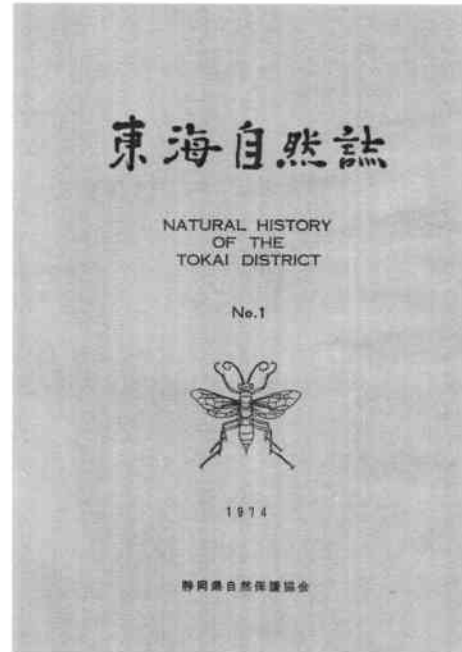 東海自然誌
NATURAL HISTORY
OF THE
TOKAI DISTRICT
No.1
1974
静岡県自然保護協会